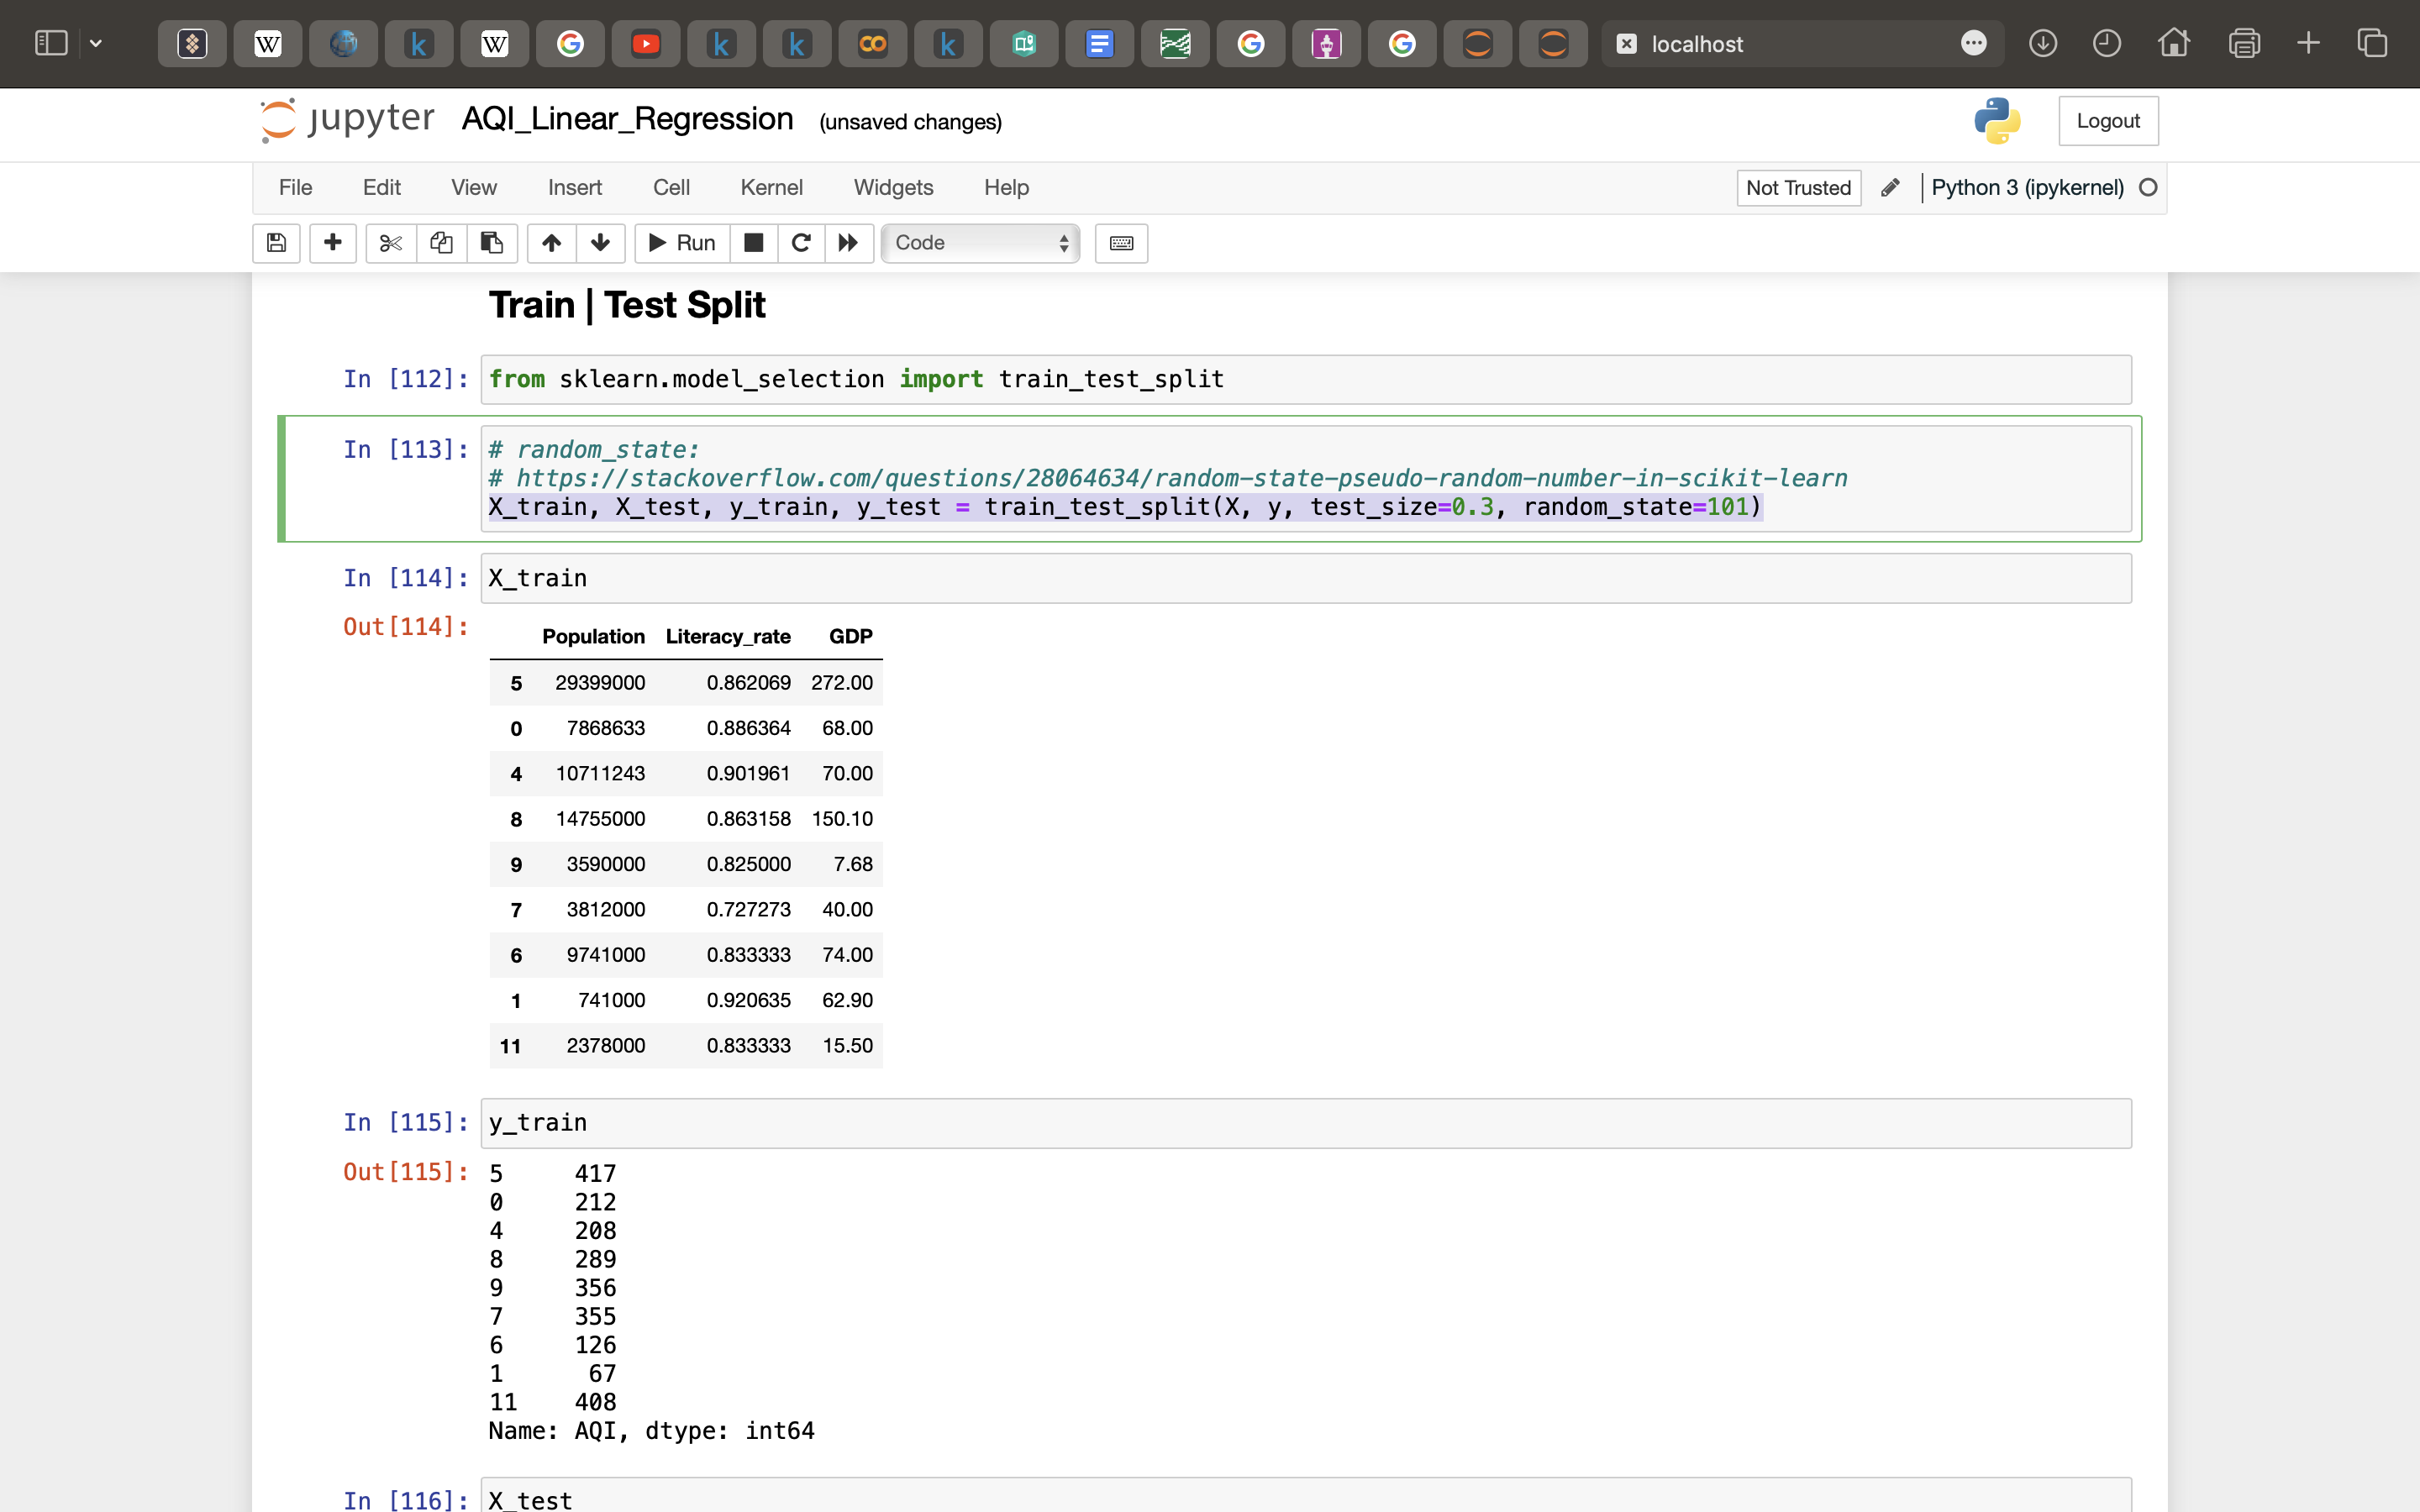 localhost
jupyter AQI_Linear_Regression (unsaved changes) Logout
File Edit View Insert Cell Kernel Widgets Help Not Trusted Python 3 (ipykernel)
Run Code
Train | Test Split
In [112]: from sklearn.model_selection import train_test_split
In [113]: # random_state:
# https://stackoverflow.com/questions/28064634/random-state-pseudo-random-number-in-scikit-learn
X_train, X_test, y_train, y_test = train_test_split(X, y, test_size=0.3, random_state=101)
In [114]: X_train
Out[114]:
Population Literacy_rate GDP
5 29399000 0.862069 272.00
0 7868633 0.886364 68.00
4 10711243 0.901961 70.00
8 14755000 0.863158 150.10
9 3590000 0.825000 7.68
7 3812000 0.727273 40.00
6 9741000 0.833333 74.00
1 741000 0.920635 62.90
11 2378000 0.833333 15.50
In [115]: y_train
Out[115]: 5 417
0 212
4 208
8 289
9 356
7 355
6 126
1 67
11 408
Name: AQI, dtype: int64
In [116]: X_test